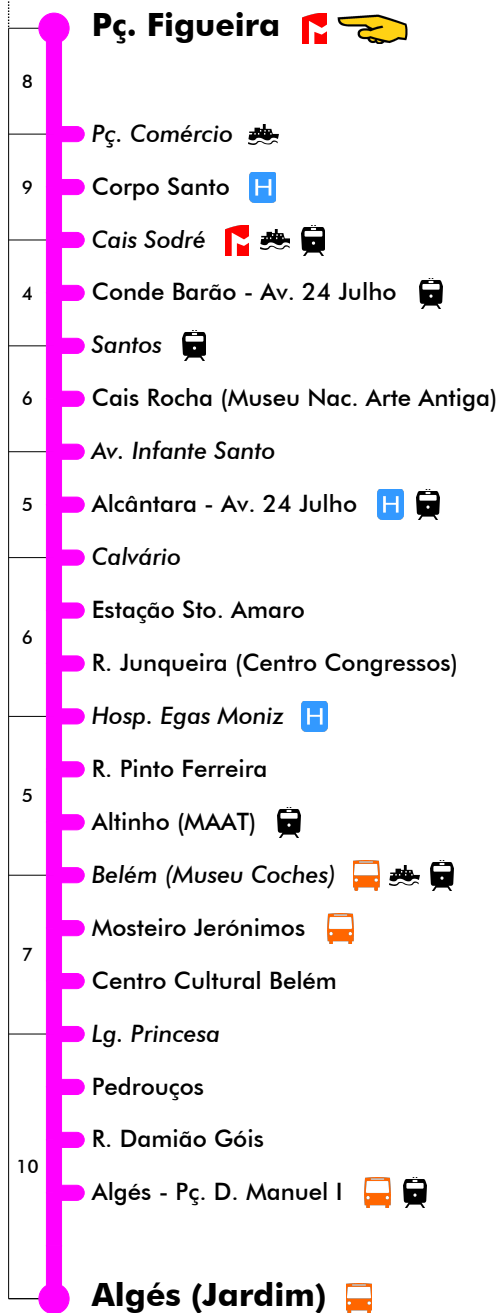 Pç. Figueira
8
Pç. Comércio
9
Corpo Santo H
Cais Sodré
4
Conde Barão - Av. 24 Julho
Santos
6
Cais Rocha (Museu Nac. Arte Antiga)
Av. Infante Santo
5
Alcântara - Av. 24 Julho H
Calvário
Estação Sto. Amaro
6
R. Junqueira (Centro Congressos)
Hosp. Egas Moniz H
R. Pinto Ferreira
5
Altinho (MAAT)
Belém (Museu Coches)
Mosteiro Jerónimos
7
Centro Cultural Belém
Lg. Princesa
Pedrouços
R. Damião Góis
10
Algés - Pç. D. Manuel I
Algés (Jardim)